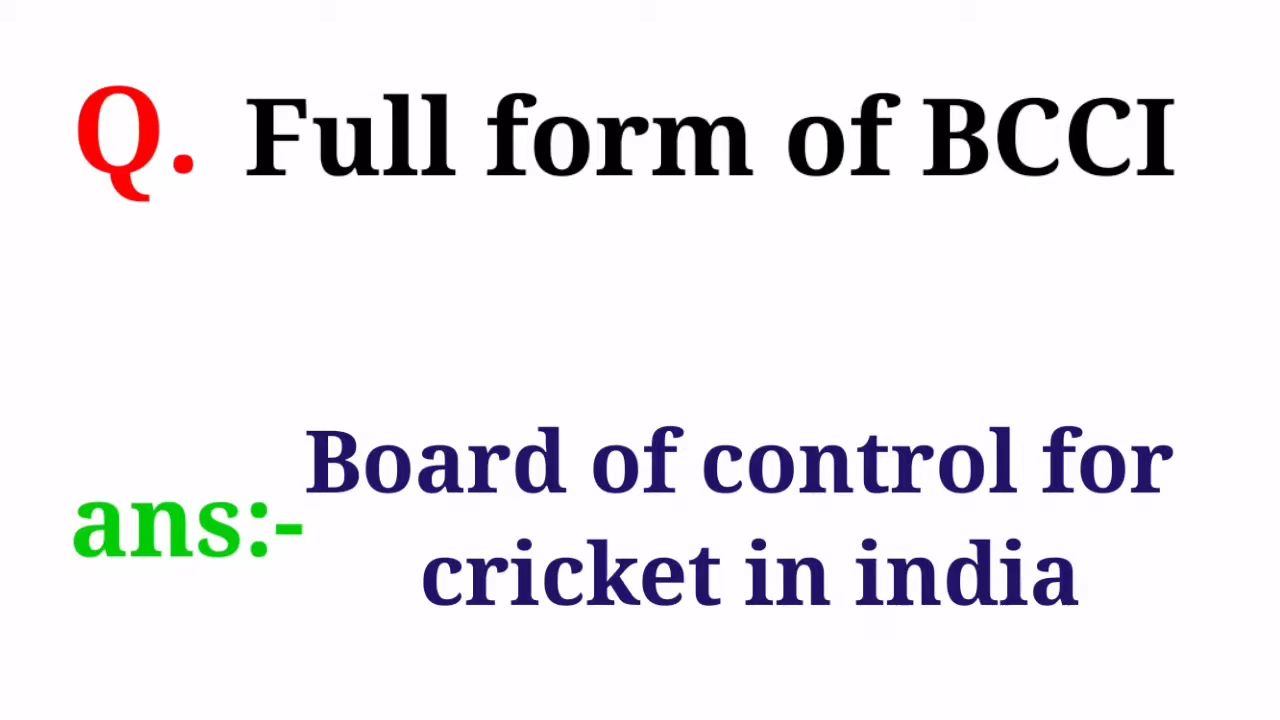 Q. Full form of BCCI
Board of control for
ans:-
cricket in india